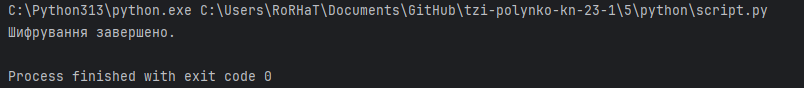 C:\Python313\python.exe C:\Users\RoRHaT\Documents\GitHub\tzi-polynko-kn-23-1\5\python\script.py
Шифрування завершено.
Process finished with exit code 0